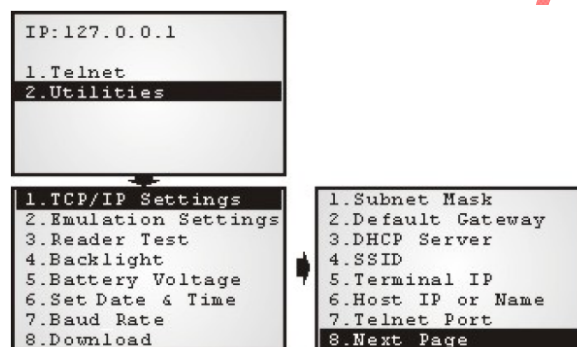 IP:127.0.0.1
1.Telnet
2.Utilities
1.TCP/IP Settings
2.Emulation Settings
3.Reader Test
4.Backlight
5.Battery Voltage
6.Set Date & Time
7.Baud Rate
8.Download
1.Subnet Mask
2.Default Gateway
3.DHCP Server
4.SSID
5.Terminal IP
6.Host IP or Name
7.Telnet Port
8.Next Page